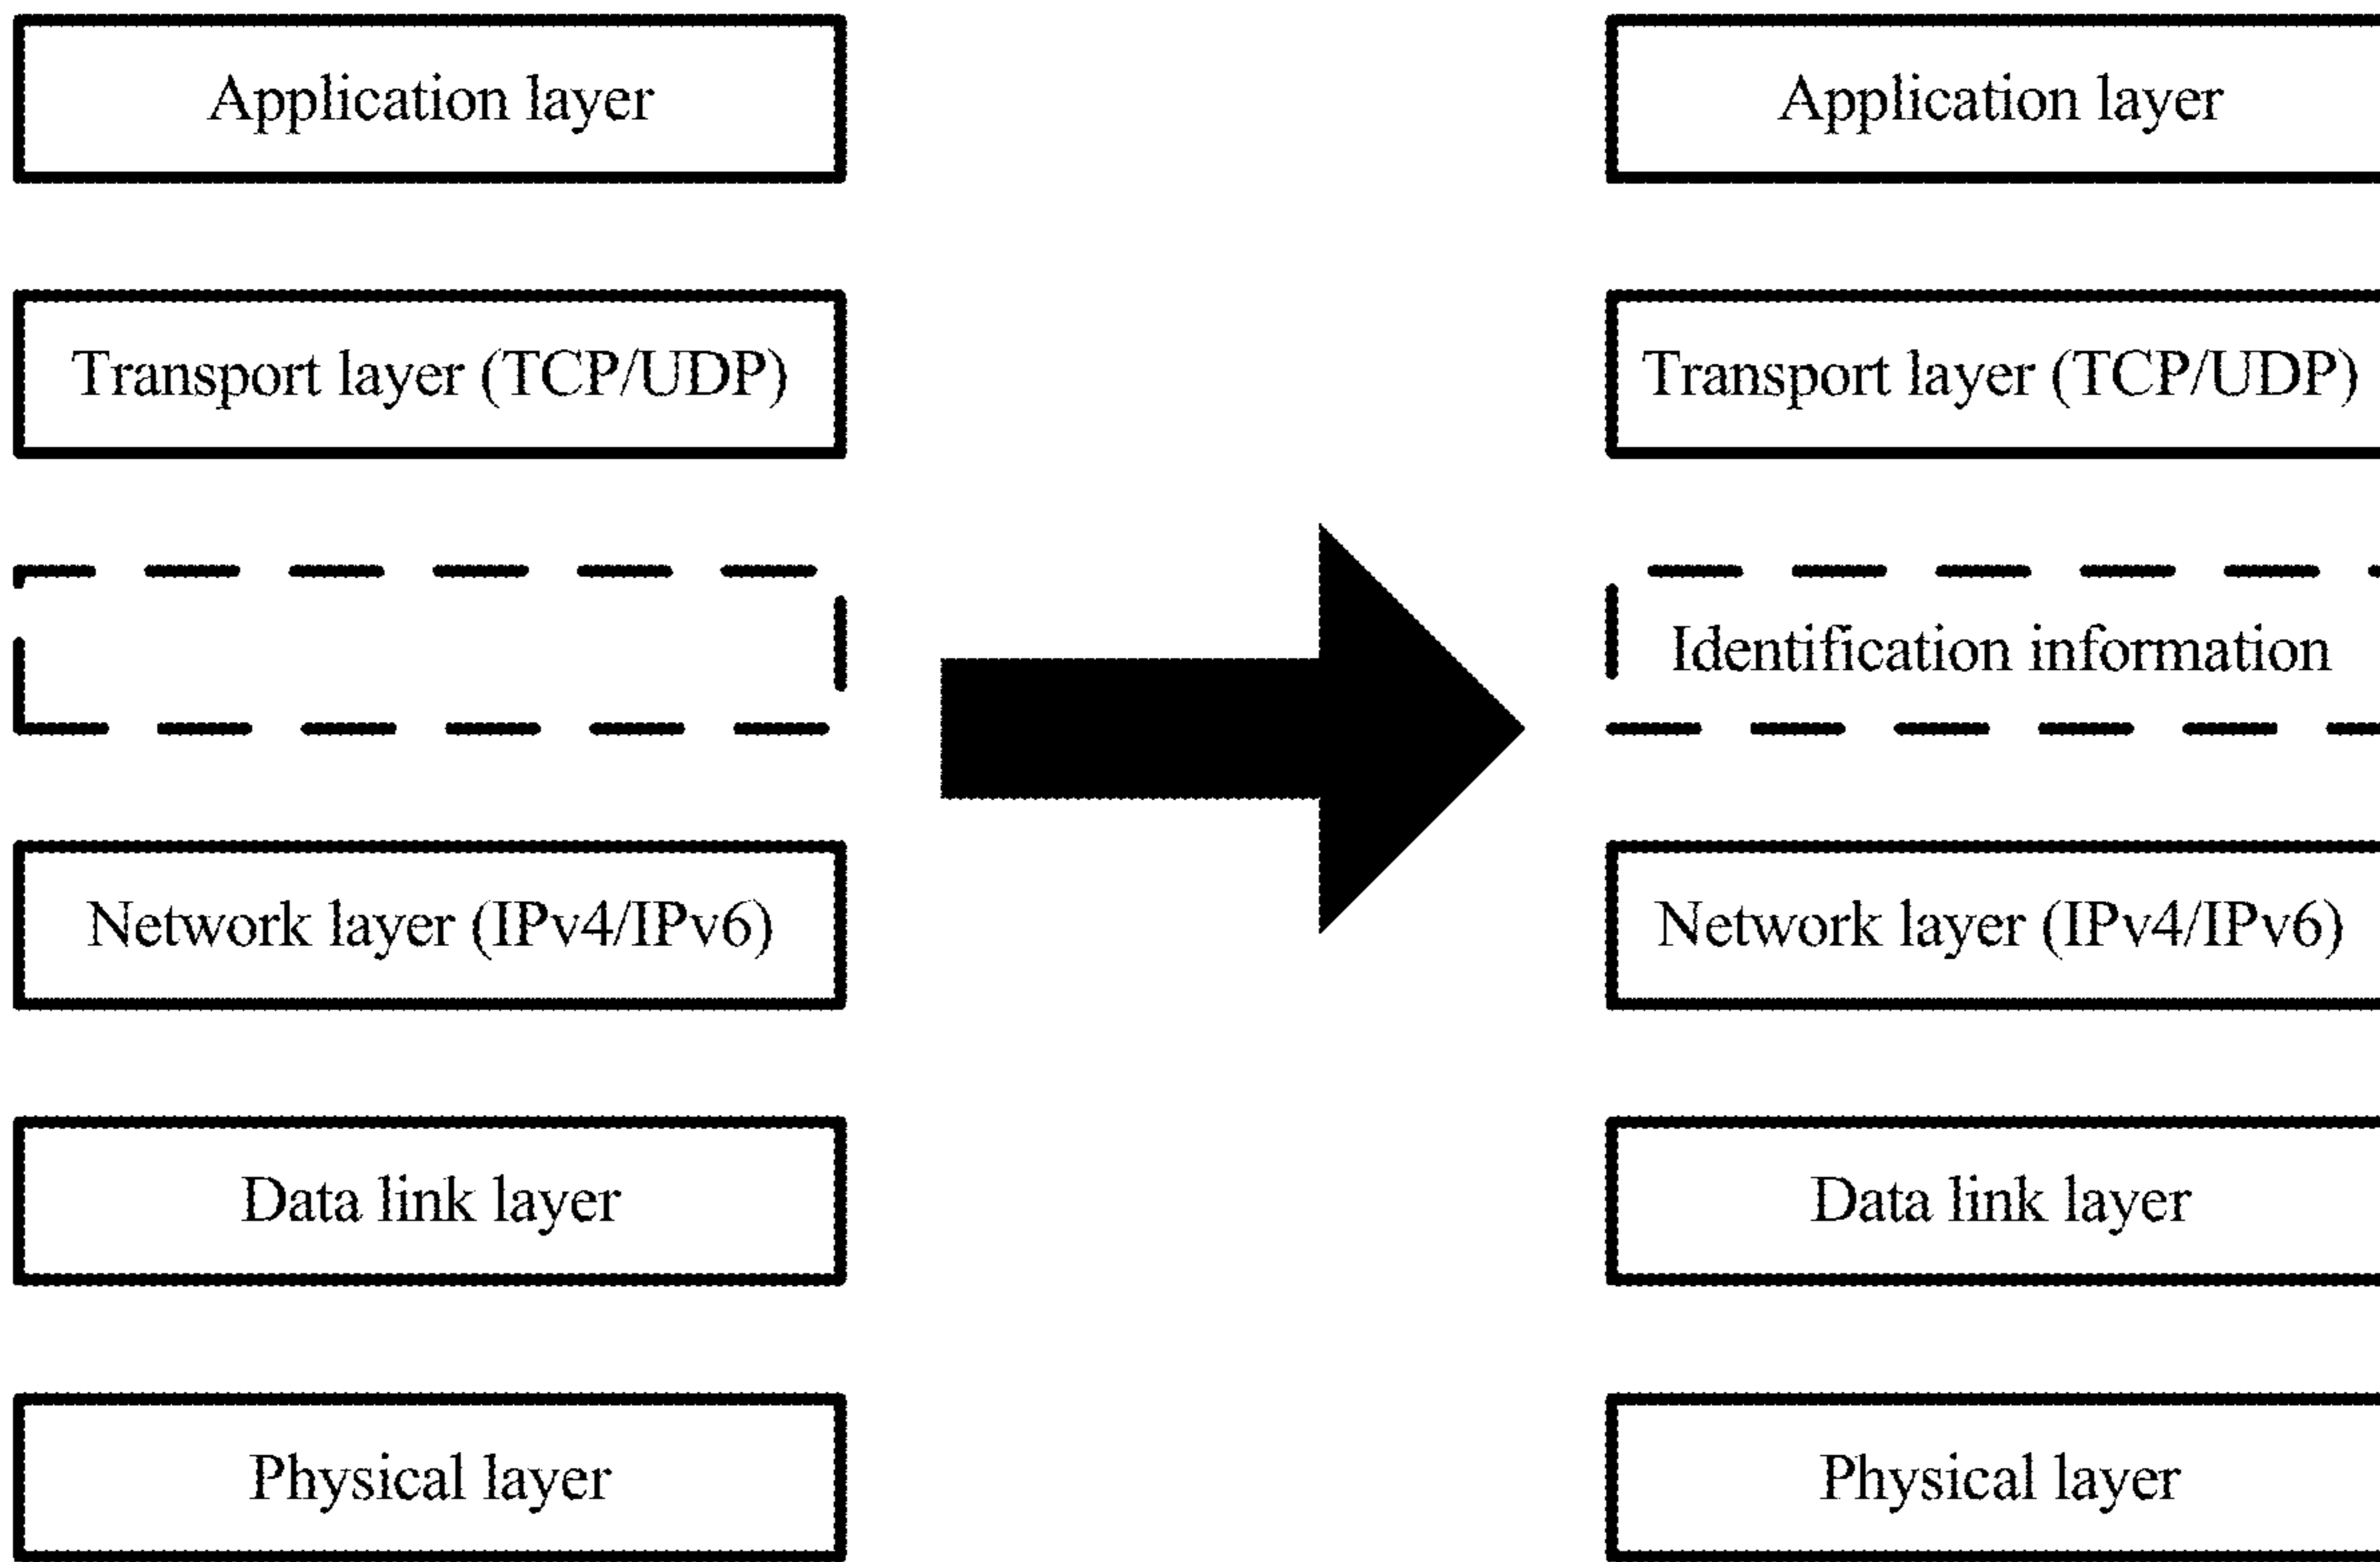 Application layer
Transport layer (TCP/UDP)
Network layer (IPv4/IPv6)
Data link layer
Physical layer
Application layer
Transport layer (TCP/UDP)
Identification information
Network layer (IPv4/IPv6)
Data link layer
Physical layer